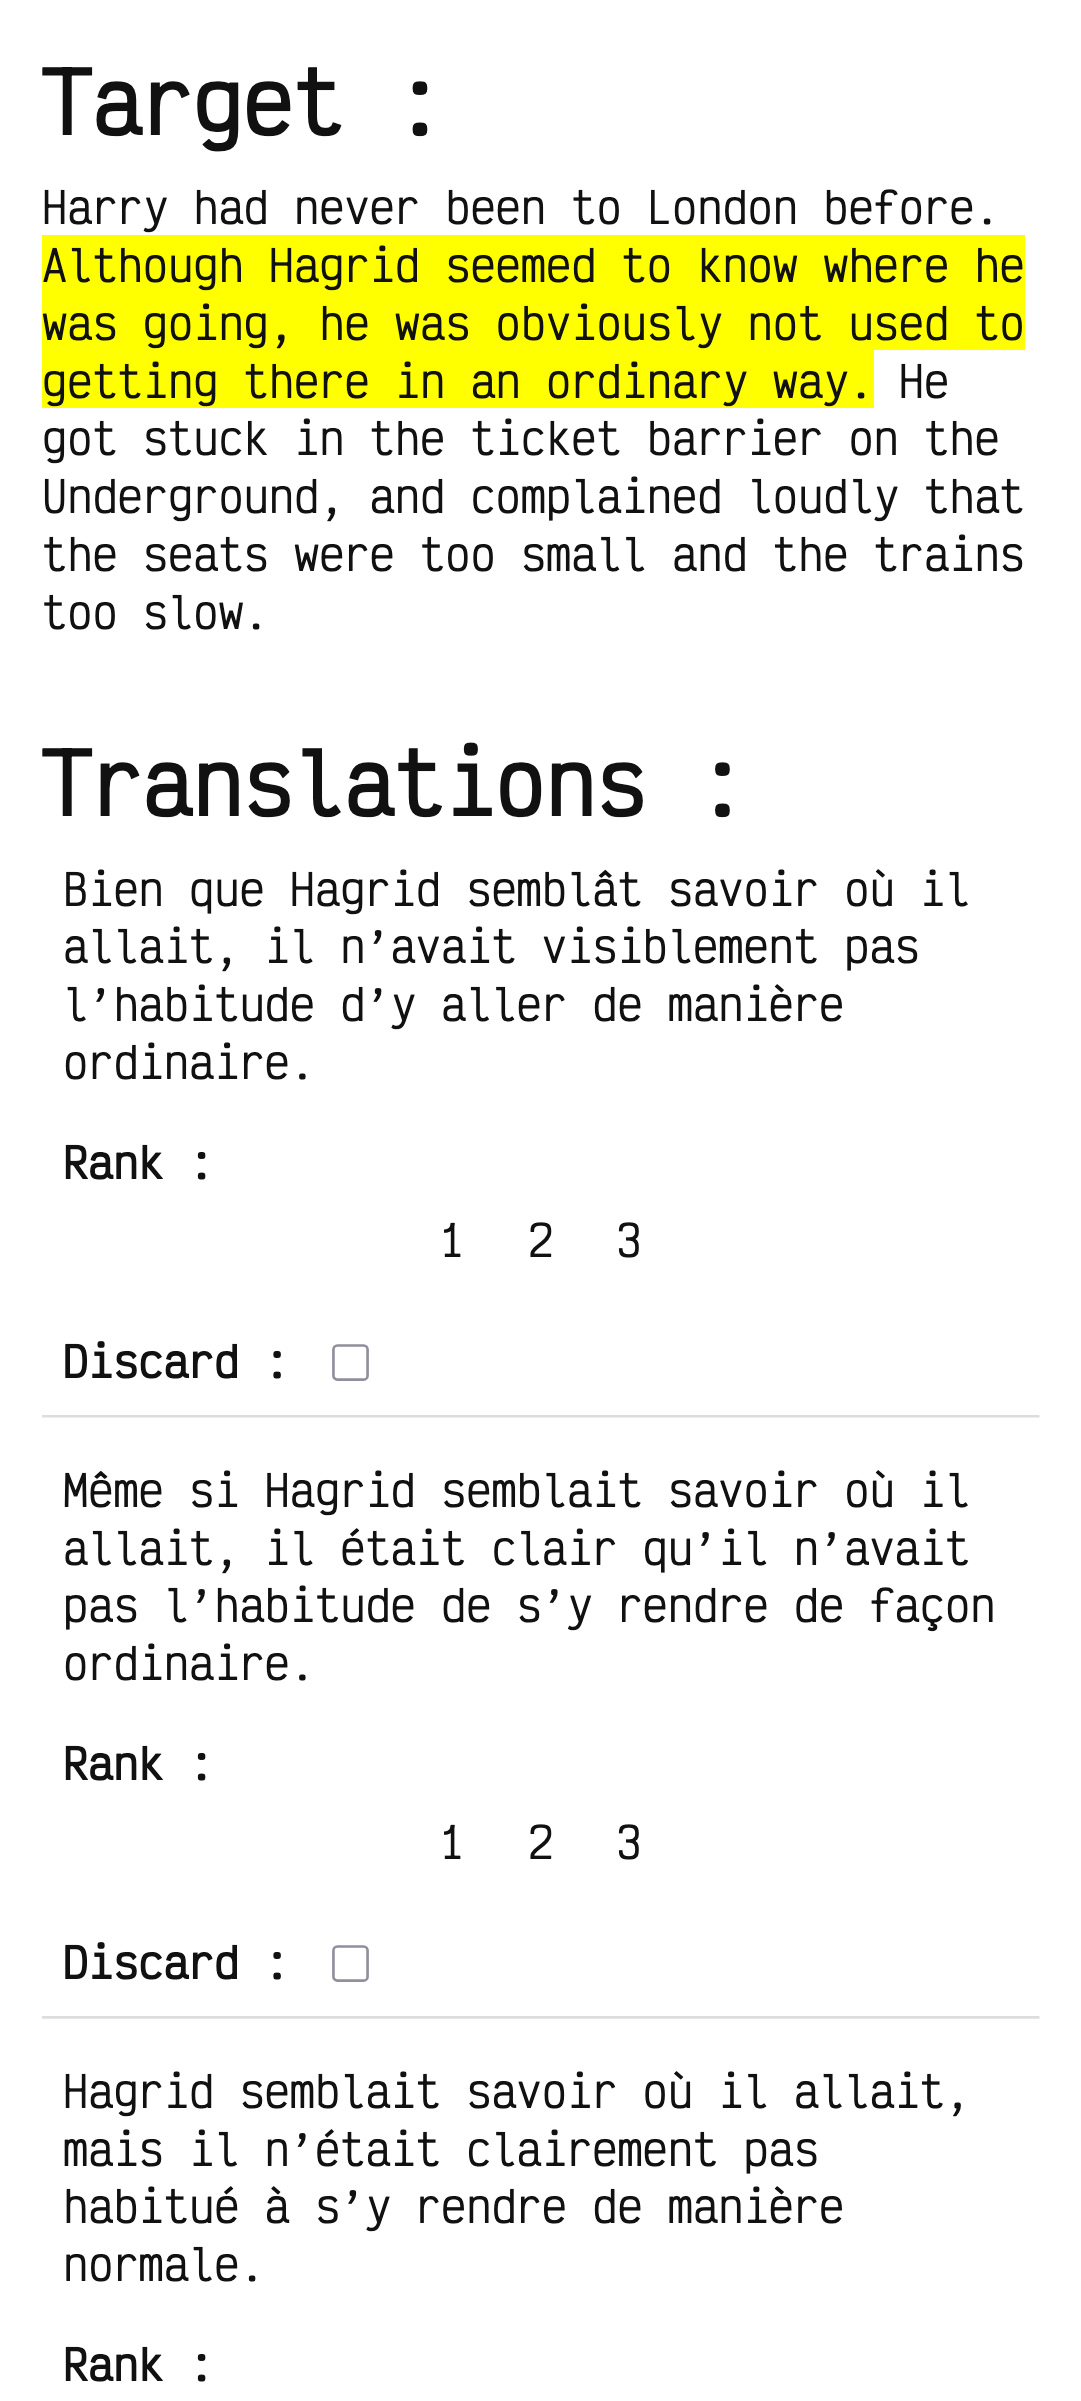 Target :
Harry had never been to London before.
Although Hagrid seemed to know where he
was going, he was obviously not used to
getting there in an ordinary way. He
got stuck in the ticket barrier on the
Underground, and complained loudly that
the seats were too small and the trains
too slow.
Translations :
Bien que Hagrid semblât savoir où il
allait, il n’avait visiblement pas
l’habitude d’y aller de manière
ordinaire.
Rank :
1 2 3
Discard :
Même si Hagrid semblait savoir où il
allait, il était clair qu’il n’avait
pas l’habitude de s’y rendre de façon
ordinaire.
Rank :
1 2 3
Discard :
Hagrid semblait savoir où il allait,
mais il n’était clairement pas
habitué à s’y rendre de manière
normale.
Rank :